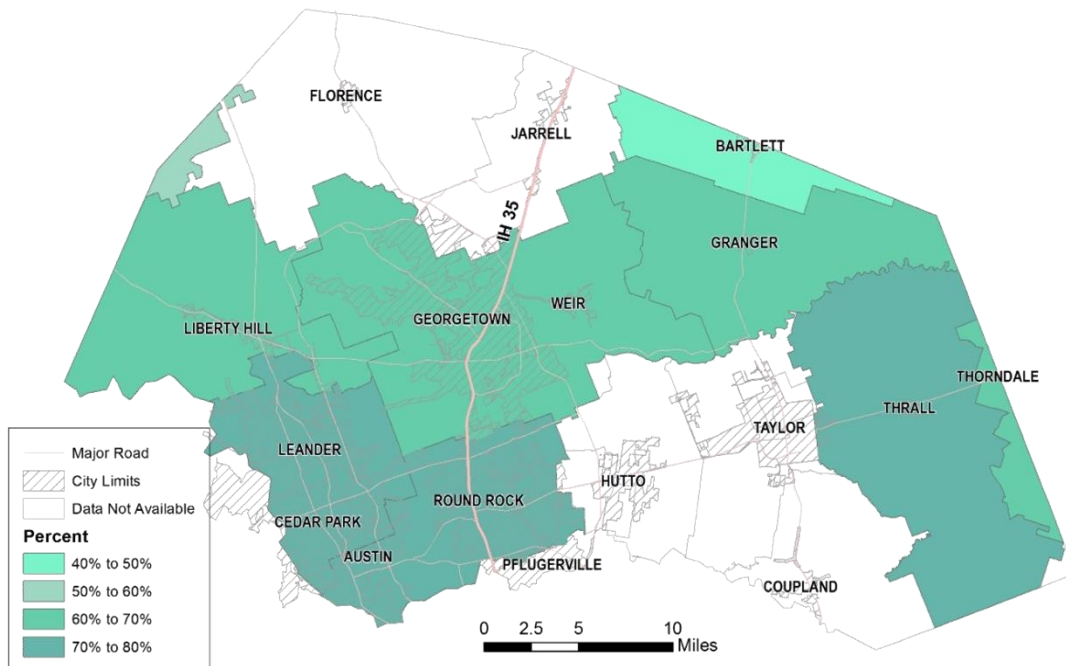 FLORENCE
JARRELL
BARTLETT
IH 35
GRANGER
WEIR
GEORGETOWN
LIBERTY HILL
THORNDALE
THRALL
TAYLOR
LEANDER
HUTTO
ROUND ROCK
CEDAR PARK
AUSTIN
PFLUGERVILLE
COUPLAND
Major Road
City Limits
Data Not Available
Percent
40% to 50%
50% to 60%
60% to 70%
70% to 80%
0 2.5 5 10
Miles